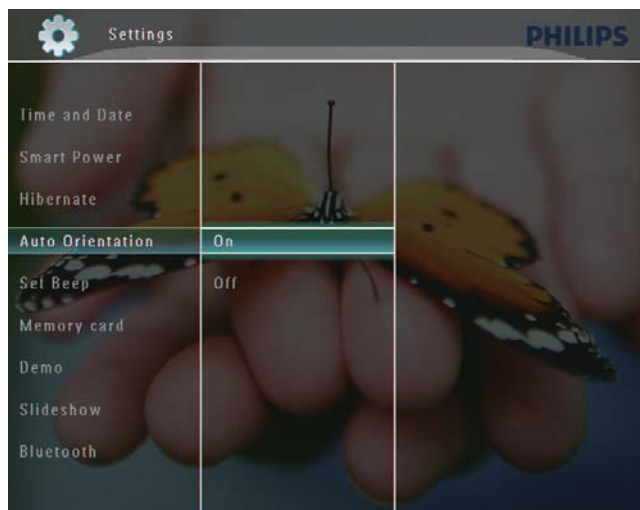 Settings
PHILIPS
Time and Date
Smart Power
Hibernate
Auto Orientation
On
Set Beep
Off
Memory card
Demo
Slideshow
Bluetooth